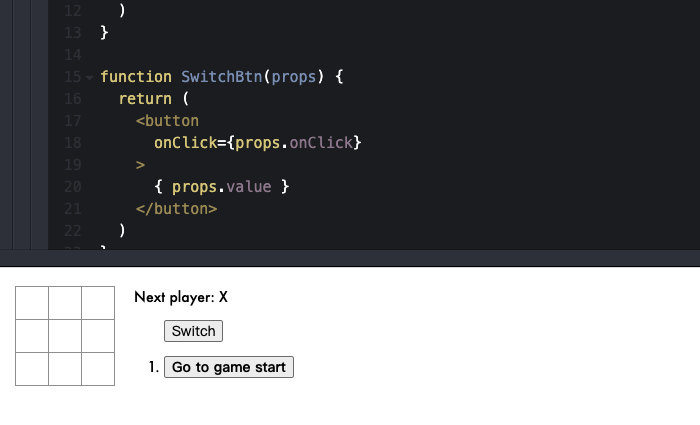 12 )
13 }
14
15 function SwitchBtn(props) {
16 return (
17 <button
18 onClick={props.onClick}
19 >
20 { props.value }
21 </button>
22 )
Next player: X
Switch
1. Go to game start